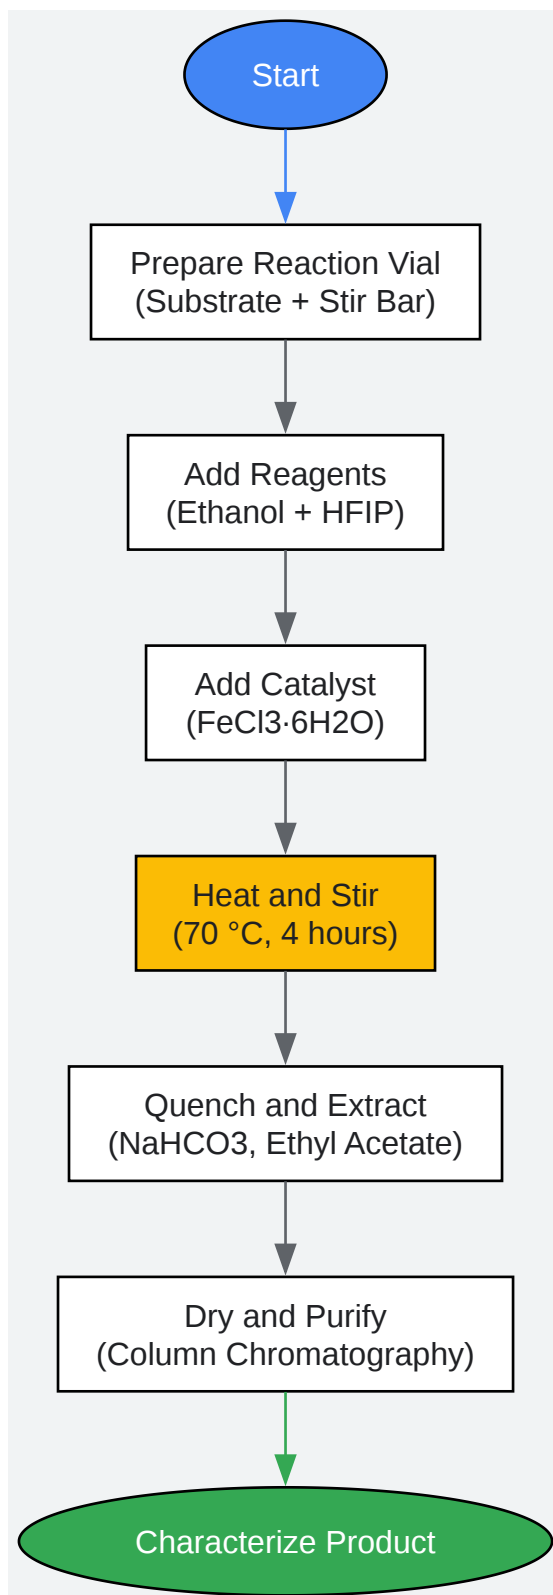 Start
Prepare Reaction Vial
(Substrate + Stir Bar)
Add Reagents
(Ethanol + HFIP)
Add Catalyst
(FeCl3·6H2O)
Heat and Stir
(70 °C, 4 hours)
Quench and Extract
(NaHCO3, Ethyl Acetate)
Dry and Purify
(Column Chromatography)
Characterize Product